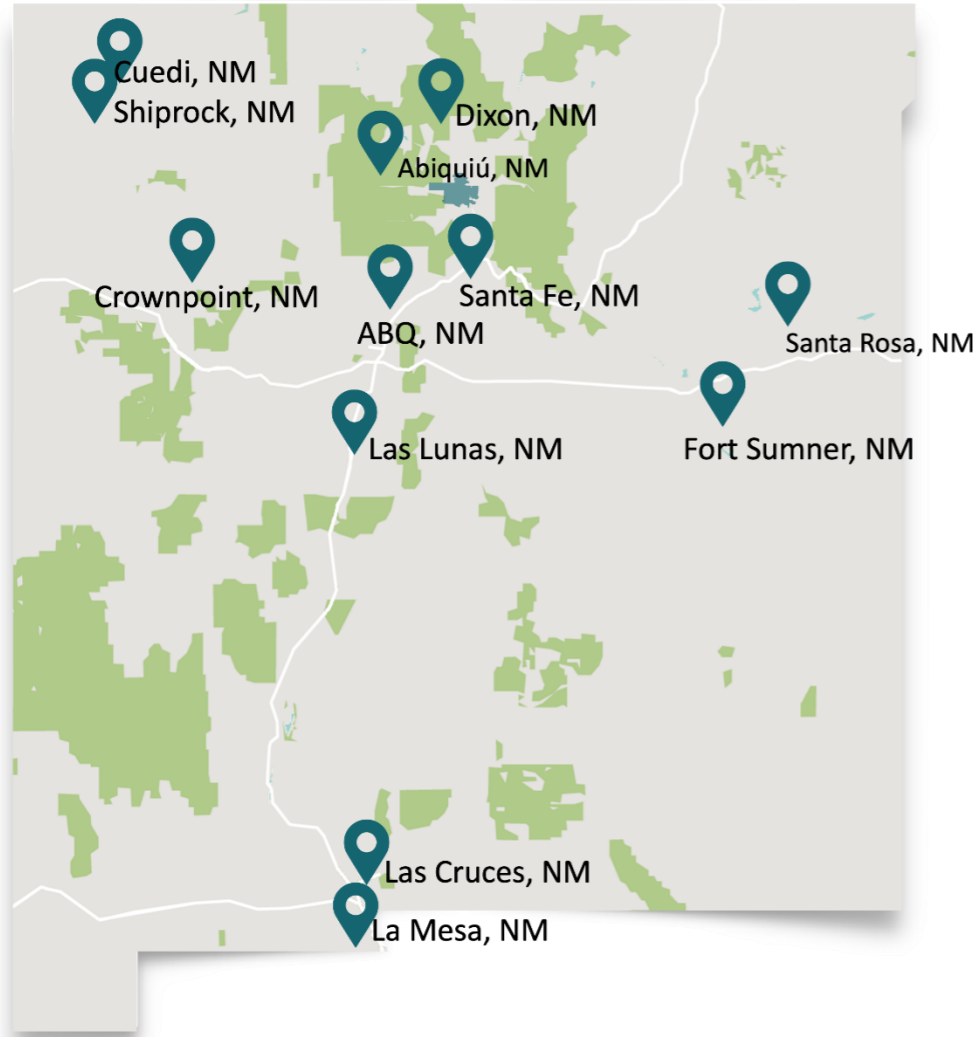 Cuedi, NM
Shiprock, NM
Dixon, NM
Abiquiú, NM
Crownpoint, NM
Santa Fe, NM
ABQ, NM
Santa Rosa, NM
Las Lunas, NM
Fort Sumner, NM
Las Cruces, NM
La Mesa, NM